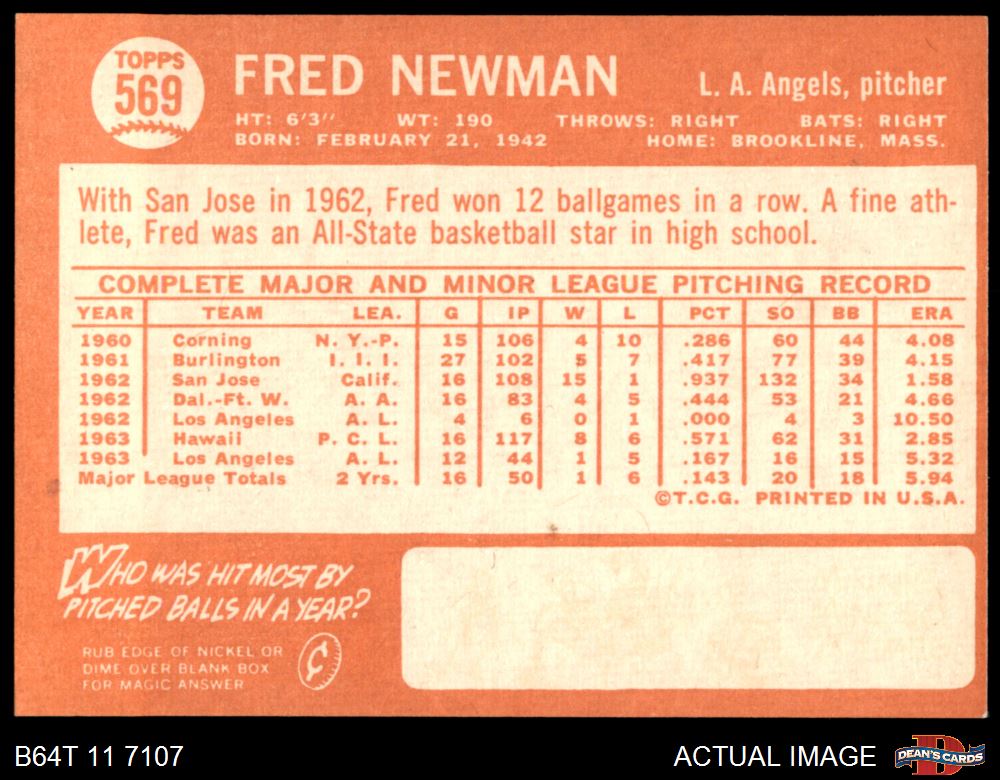 TOPPS
569
FRED NEWMAN
L. A. Angels, pitcher
HT: 6'3" WT: 190 THROWS: RIGHT BATS: RIGHT
BORN: FEBRUARY 21, 1942 HOME: BROOKLINE, MASS.
With San Jose in 1962, Fred won 12 ballgames in a row. A fine ath-
lete, Fred was an All-State basketball star in high school.
COMPLETE MAJOR AND MINOR LEAGUE PITCHING RECORD
YEAR TEAM LEA. G IP W L PCT SO BB ERA
1960 Corning N. Y.-P. 15 106 4 10 .286 60 44 4.08
1961 Burlington I. I. I. 27 102 5 7 .417 77 39 4.15
1962 San Jose Calif. 16 108 15 1 .937 132 34 1.58
1962 Dal.-Ft. W. A. A. 16 83 4 5 .444 53 21 4.66
1962 Los Angeles A. L. 4 6 0 1 .000 4 3 10.50
1963 Hawaii P. C. L. 16 117 8 6 .571 62 31 2.85
1963 Los Angeles A. L. 12 44 1 5 .167 16 15 5.32
Major League Totals 2 Yrs. 16 50 1 6 .143 20 18 5.94
©T.C.G. PRINTED IN U.S.A.
WHO WAS HIT MOST BY
PITCHED BALLS IN A YEAR?
RUB EDGE OF NICKEL OR
DIME OVER BLANK BOX
FOR MAGIC ANSWER
¢
B64T 11 7107
ACTUAL IMAGE
D
DEAN'S CARDS